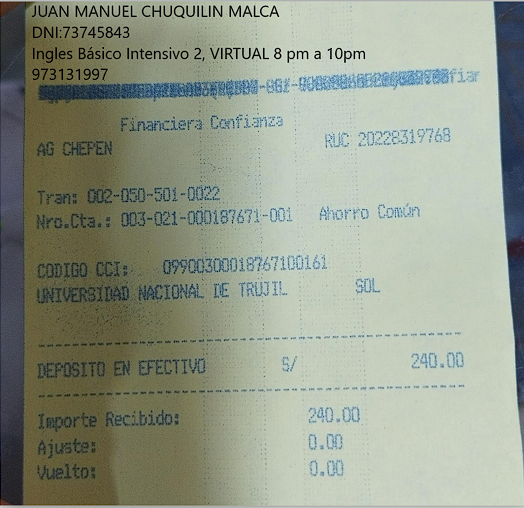 JUAN MANUEL CHUQUILIN MALCA
DNI:73745843
Ingles Básico Intensivo 2, VIRTUAL 8 pm a 10pm
973131997
Financiera Confianza
AG CHEPEN RUC 20228319768
Tran: 002-050-501-0022
Nro.Cta.: 003-021-000187671-001 Ahorro Común
CODIGO CCI: 09900300018767100161
UNIVERSIDAD NACIONAL DE TRUJIL SOL
DEPOSITO EN EFECTIVO S/ 240.00
Importe Recibido: 240.00
Ajuste: 0.00
Vuelto: 0.00